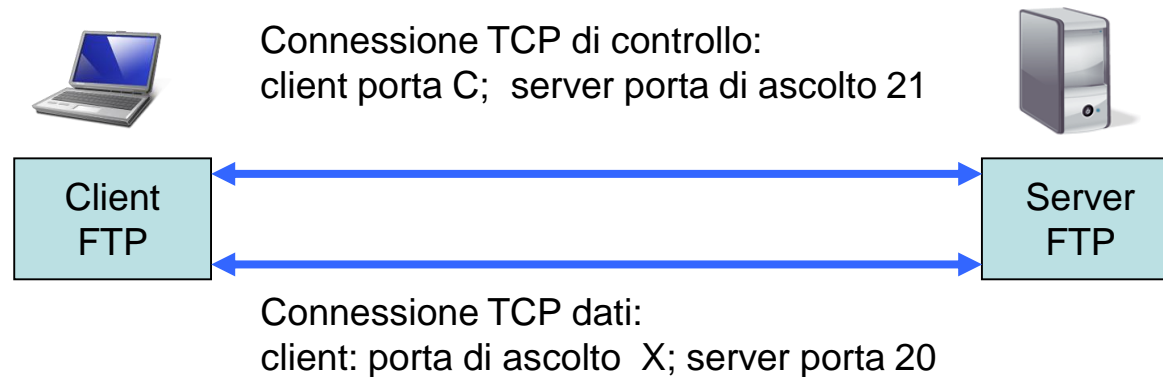 Connessione TCP di controllo:
client porta C; server porta di ascolto 21
Client
FTP
Server
FTP
Connessione TCP dati:
client: porta di ascolto X; server porta 20